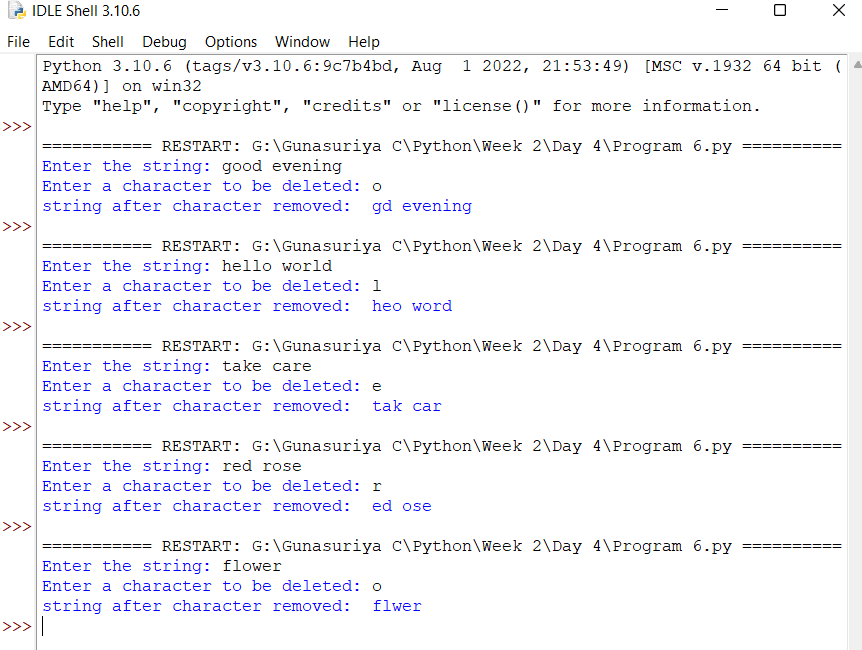 IDLE Shell 3.10.6
File Edit Shell Debug Options Window Help
Python 3.10.6 (tags/v3.10.6:9c7b4bd, Aug  1 2022, 21:53:49) [MSC v.1932 64 bit (
AMD64)] on win32
Type "help", "copyright", "credits" or "license()" for more information.
>>>
=========== RESTART: G:\Gunasuriya C\Python\Week 2\Day 4\Program 6.py ==========
Enter the string: good evening
Enter a character to be deleted: o
string after character removed:  gd evening
>>>
=========== RESTART: G:\Gunasuriya C\Python\Week 2\Day 4\Program 6.py ==========
Enter the string: hello world
Enter a character to be deleted: l
string after character removed:  heo word
>>>
=========== RESTART: G:\Gunasuriya C\Python\Week 2\Day 4\Program 6.py ==========
Enter the string: take care
Enter a character to be deleted: e
string after character removed:  tak car
>>>
=========== RESTART: G:\Gunasuriya C\Python\Week 2\Day 4\Program 6.py ==========
Enter the string: red rose
Enter a character to be deleted: r
string after character removed:  ed ose
>>>
=========== RESTART: G:\Gunasuriya C\Python\Week 2\Day 4\Program 6.py ==========
Enter the string: flower
Enter a character to be deleted: o
string after character removed:  flwer
>>>